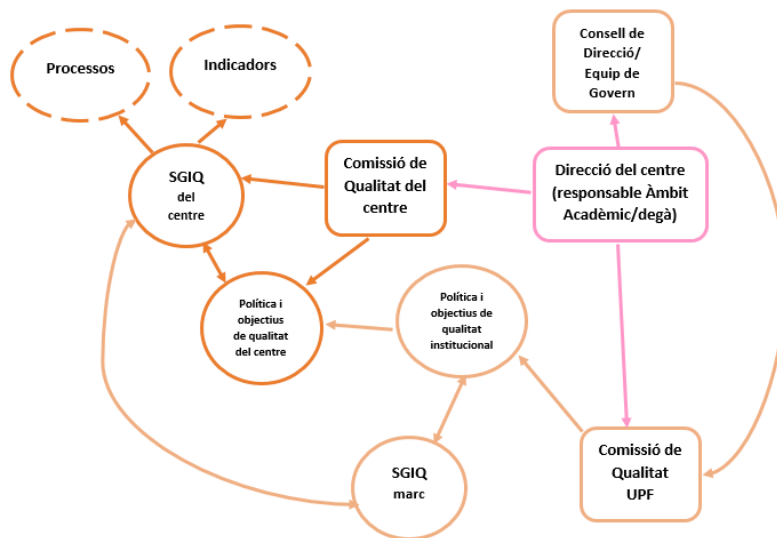 Processos
Indicadors
Consell de
Direcció/
Equip de
Govern
SGIQ
del
centre
Comissió de
Qualitat del
centre
Direcció del centre
(responsable Àmbit
Acadèmic/degà)
Política i
objectius
de qualitat
del centre
Política i
objectius de
qualitat
institucional
SGIQ
marc
Comissió de
Qualitat
UPF